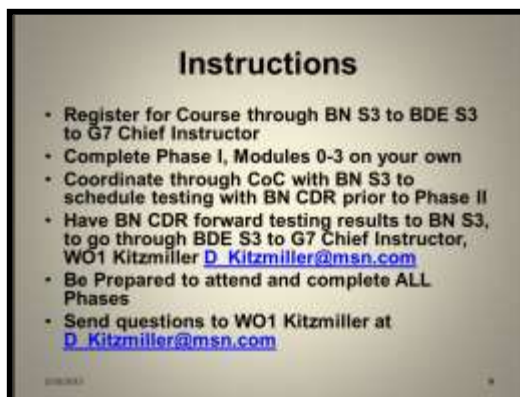 Instructions
• Register for Course through BN S3 to BDE S3
to G7 Chief Instructor
• Complete Phase I, Modules 0-3 on your own
• Coordinate through CoC with BN S3 to
schedule testing with BN CDR prior to Phase II
• Have BN CDR forward testing results to BN S3,
to go through BDE S3 to G7 Chief Instructor,
WO1 Kitzmiller D_Kitzmiller@msn.com
• Be Prepared to attend and complete ALL
Phases
• Send questions to WO1 Kitzmiller at
D_Kitzmiller@msn.com